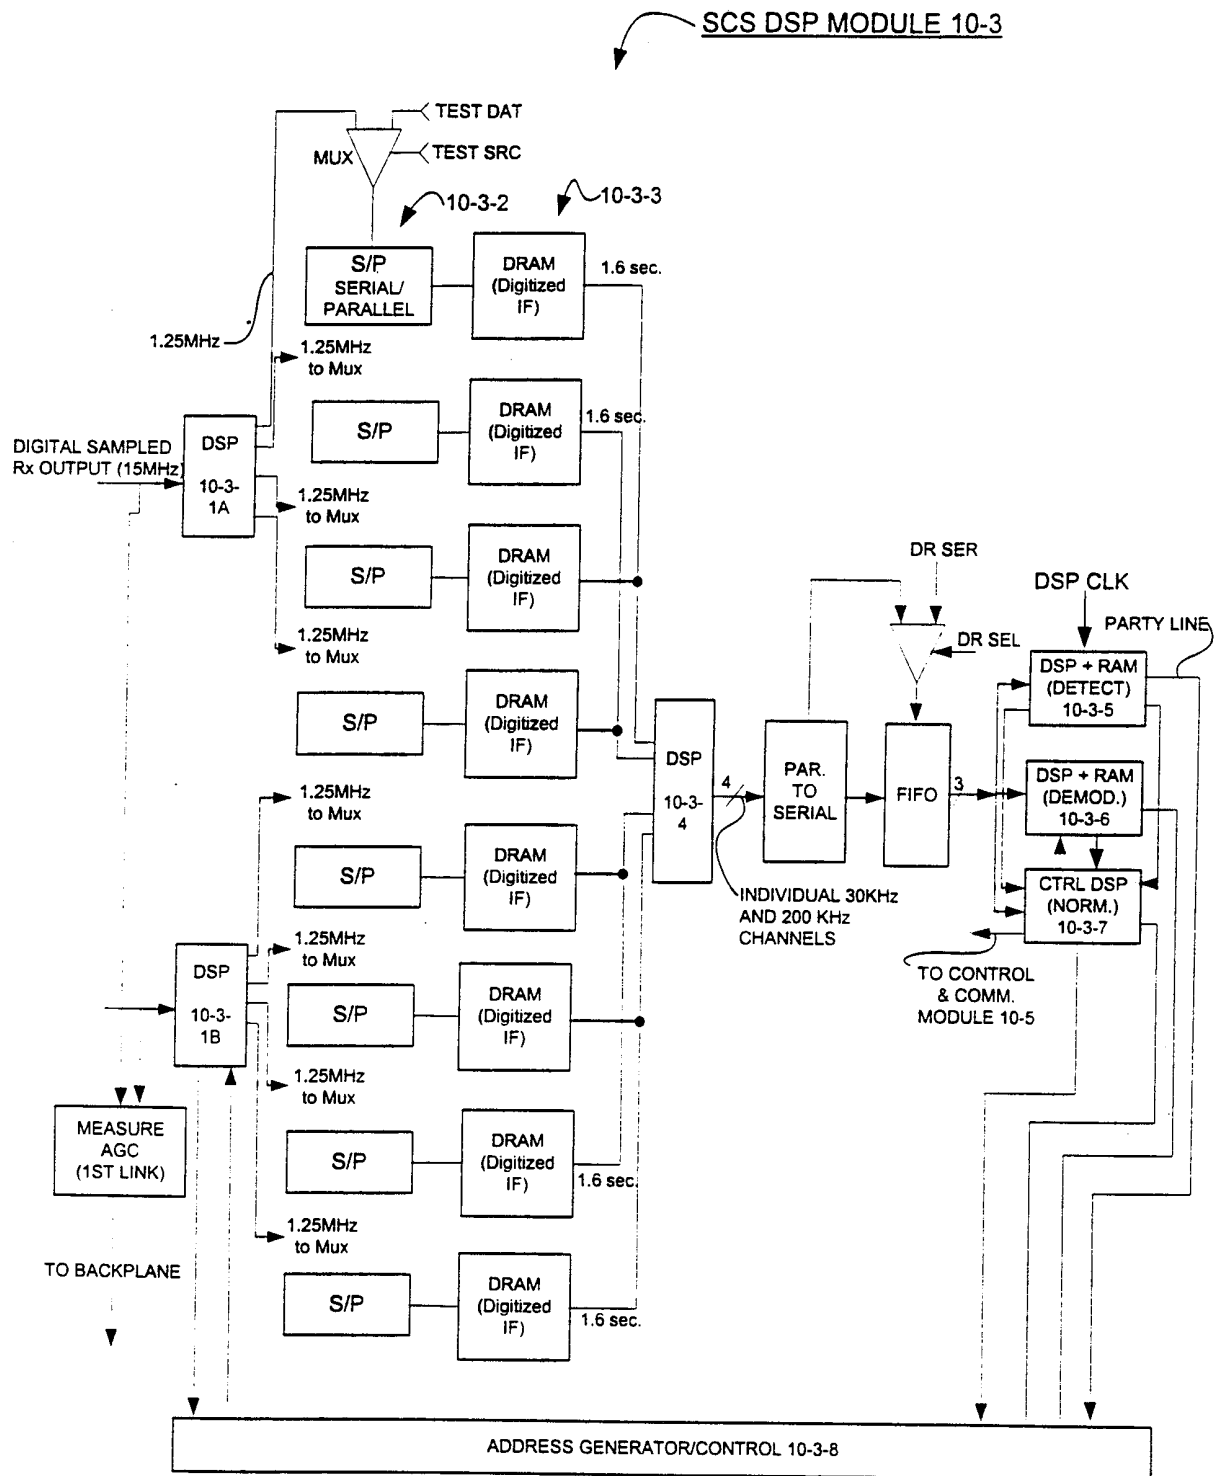 SCS DSP MODULE 10-3
TEST DAT
MUX
TEST SRC
10-3-2
10-3-3
S/P
SERIAL/
PARALLEL
DRAM
(Digitized
IF)
1.6 sec.
1.25MHz
1.25MHz
to Mux
S/P
DRAM
(Digitized
IF)
1.6 sec.
DIGITAL SAMPLED
Rx OUTPUT (15MHz)
DSP
10-3-
1A
1.25MHz
to Mux
S/P
DRAM
(Digitized
IF)
1.25MHz
to Mux
S/P
DRAM
(Digitized
IF)
DR SER
DR SEL
DSP CLK
PARTY LINE
DSP + RAM
(DETECT)
10-3-5
DSP
10-3-
4
4
PAR.
TO
SERIAL
FIFO
3
DSP + RAM
(DEMOD.)
10-3-6
CTRL DSP
(NORM.)
10-3-7
INDIVIDUAL 30KHz
AND 200 KHz
CHANNELS
TO CONTROL
& COMM.
MODULE 10-5
1.25MHz
to Mux
S/P
DRAM
(Digitized
IF)
DSP
10-3-
1B
1.25MHz
to Mux
S/P
DRAM
(Digitized
IF)
1.25MHz
to Mux
MEASURE
AGC
(1ST LINK)
S/P
DRAM
(Digitized
IF)
1.6 sec.
1.25MHz
to Mux
TO BACKPLANE
S/P
DRAM
(Digitized
IF)
1.6 sec.
ADDRESS GENERATOR/CONTROL 10-3-8